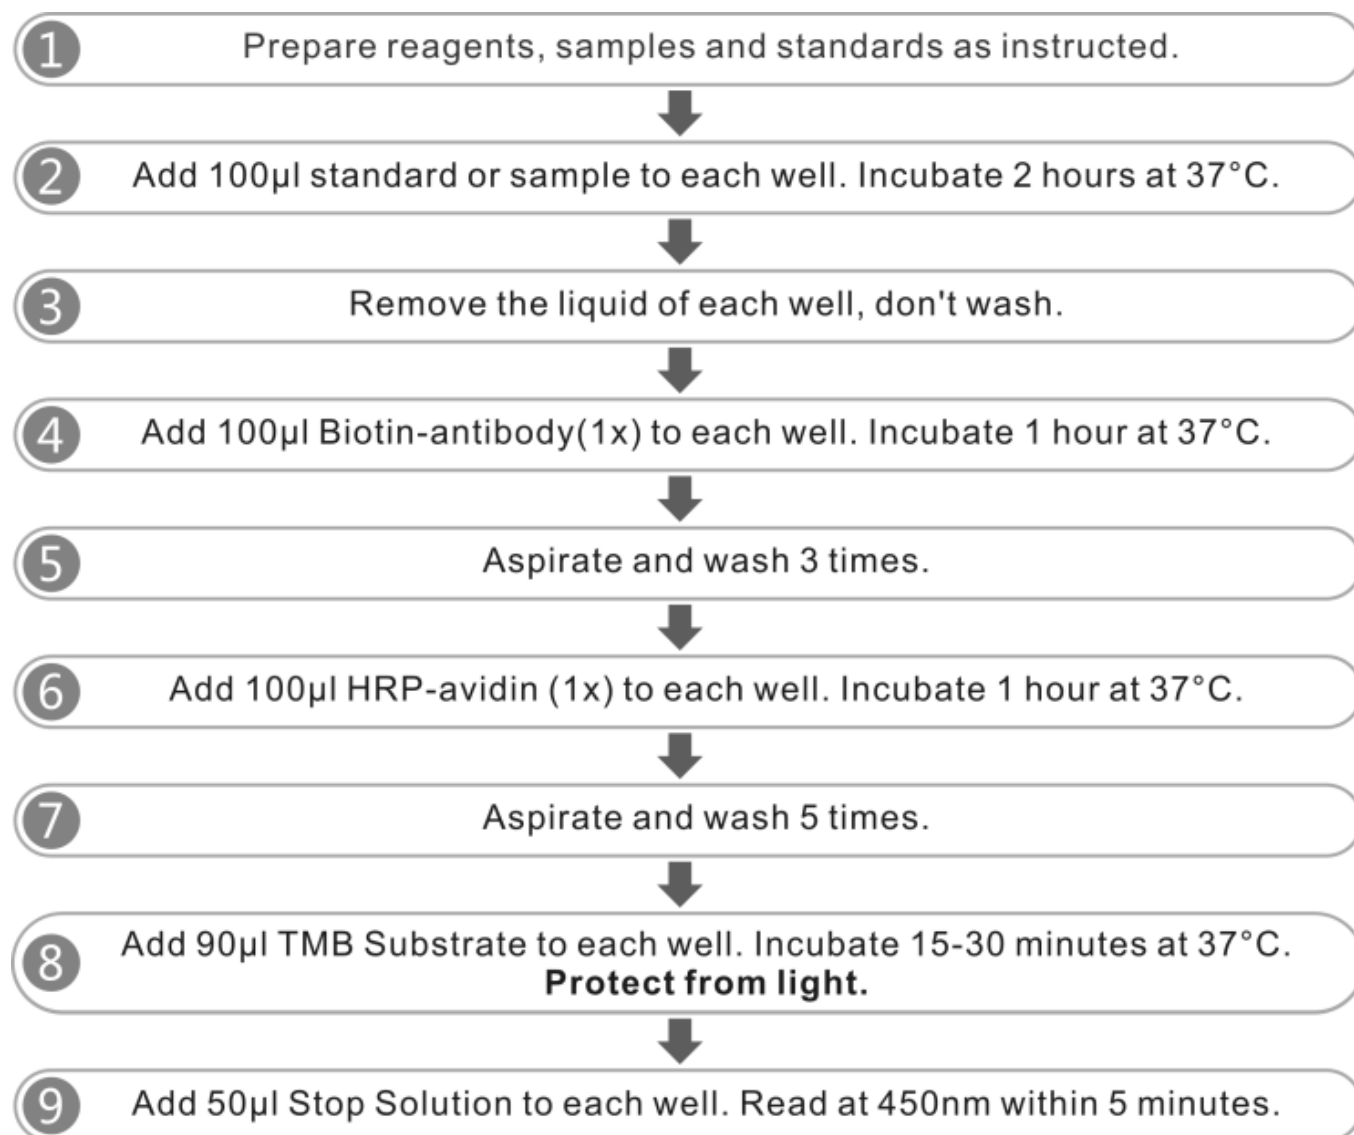 1 Prepare reagents, samples and standards as instructed.
2 Add 100μl standard or sample to each well. Incubate 2 hours at 37°C.
3 Remove the liquid of each well, don't wash.
4 Add 100μl Biotin-antibody(1x) to each well. Incubate 1 hour at 37°C.
5 Aspirate and wash 3 times.
6 Add 100μl HRP-avidin (1x) to each well. Incubate 1 hour at 37°C.
7 Aspirate and wash 5 times.
8 Add 90μl TMB Substrate to each well. Incubate 15-30 minutes at 37°C.
Protect from light.
9 Add 50μl Stop Solution to each well. Read at 450nm within 5 minutes.